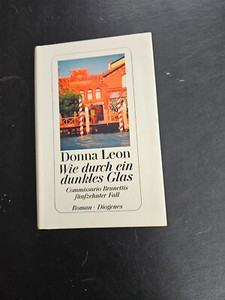 Donna Leon
Wie durch ein
dunkles Glas
Commissario Brunettis
fünfzehnter Fall
Roman · Diogenes